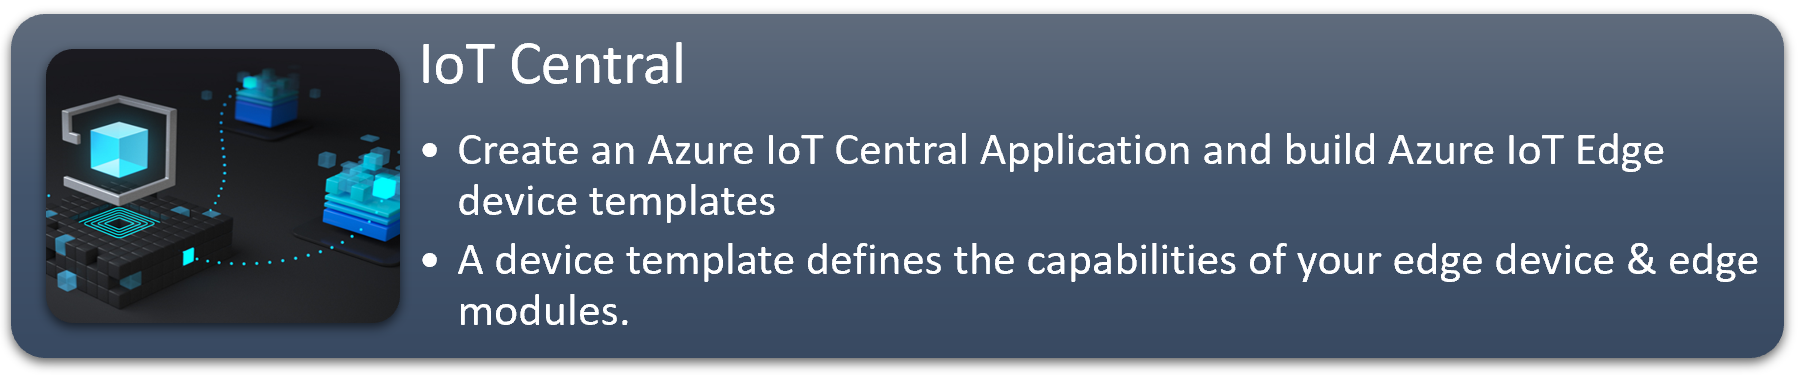 IoT Central
• Create an Azure IoT Central Application and build Azure IoT Edge
device templates
• A device template defines the capabilities of your edge device & edge
modules.